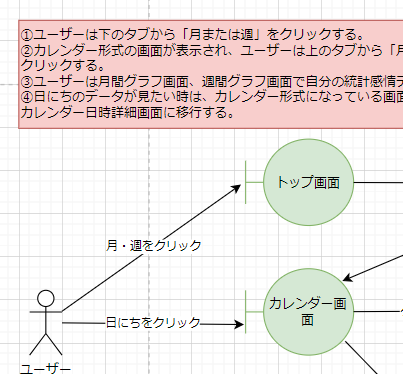 ①ユーザーは下のタブから「月または週」をクリックする。
②カレンダー形式の画面が表示され、ユーザーは上のタブから「月
クリックする。
③ユーザーは月間グラフ画面、週間グラフ画面で自分の統計感情デ
④日にちのデータが見たい時は、カレンダー形式になっている画面
カレンダー日時詳細画面に移行する。
トップ画面
月・週をクリック
カレンダー画
面
日にちをクリック
ユーザー